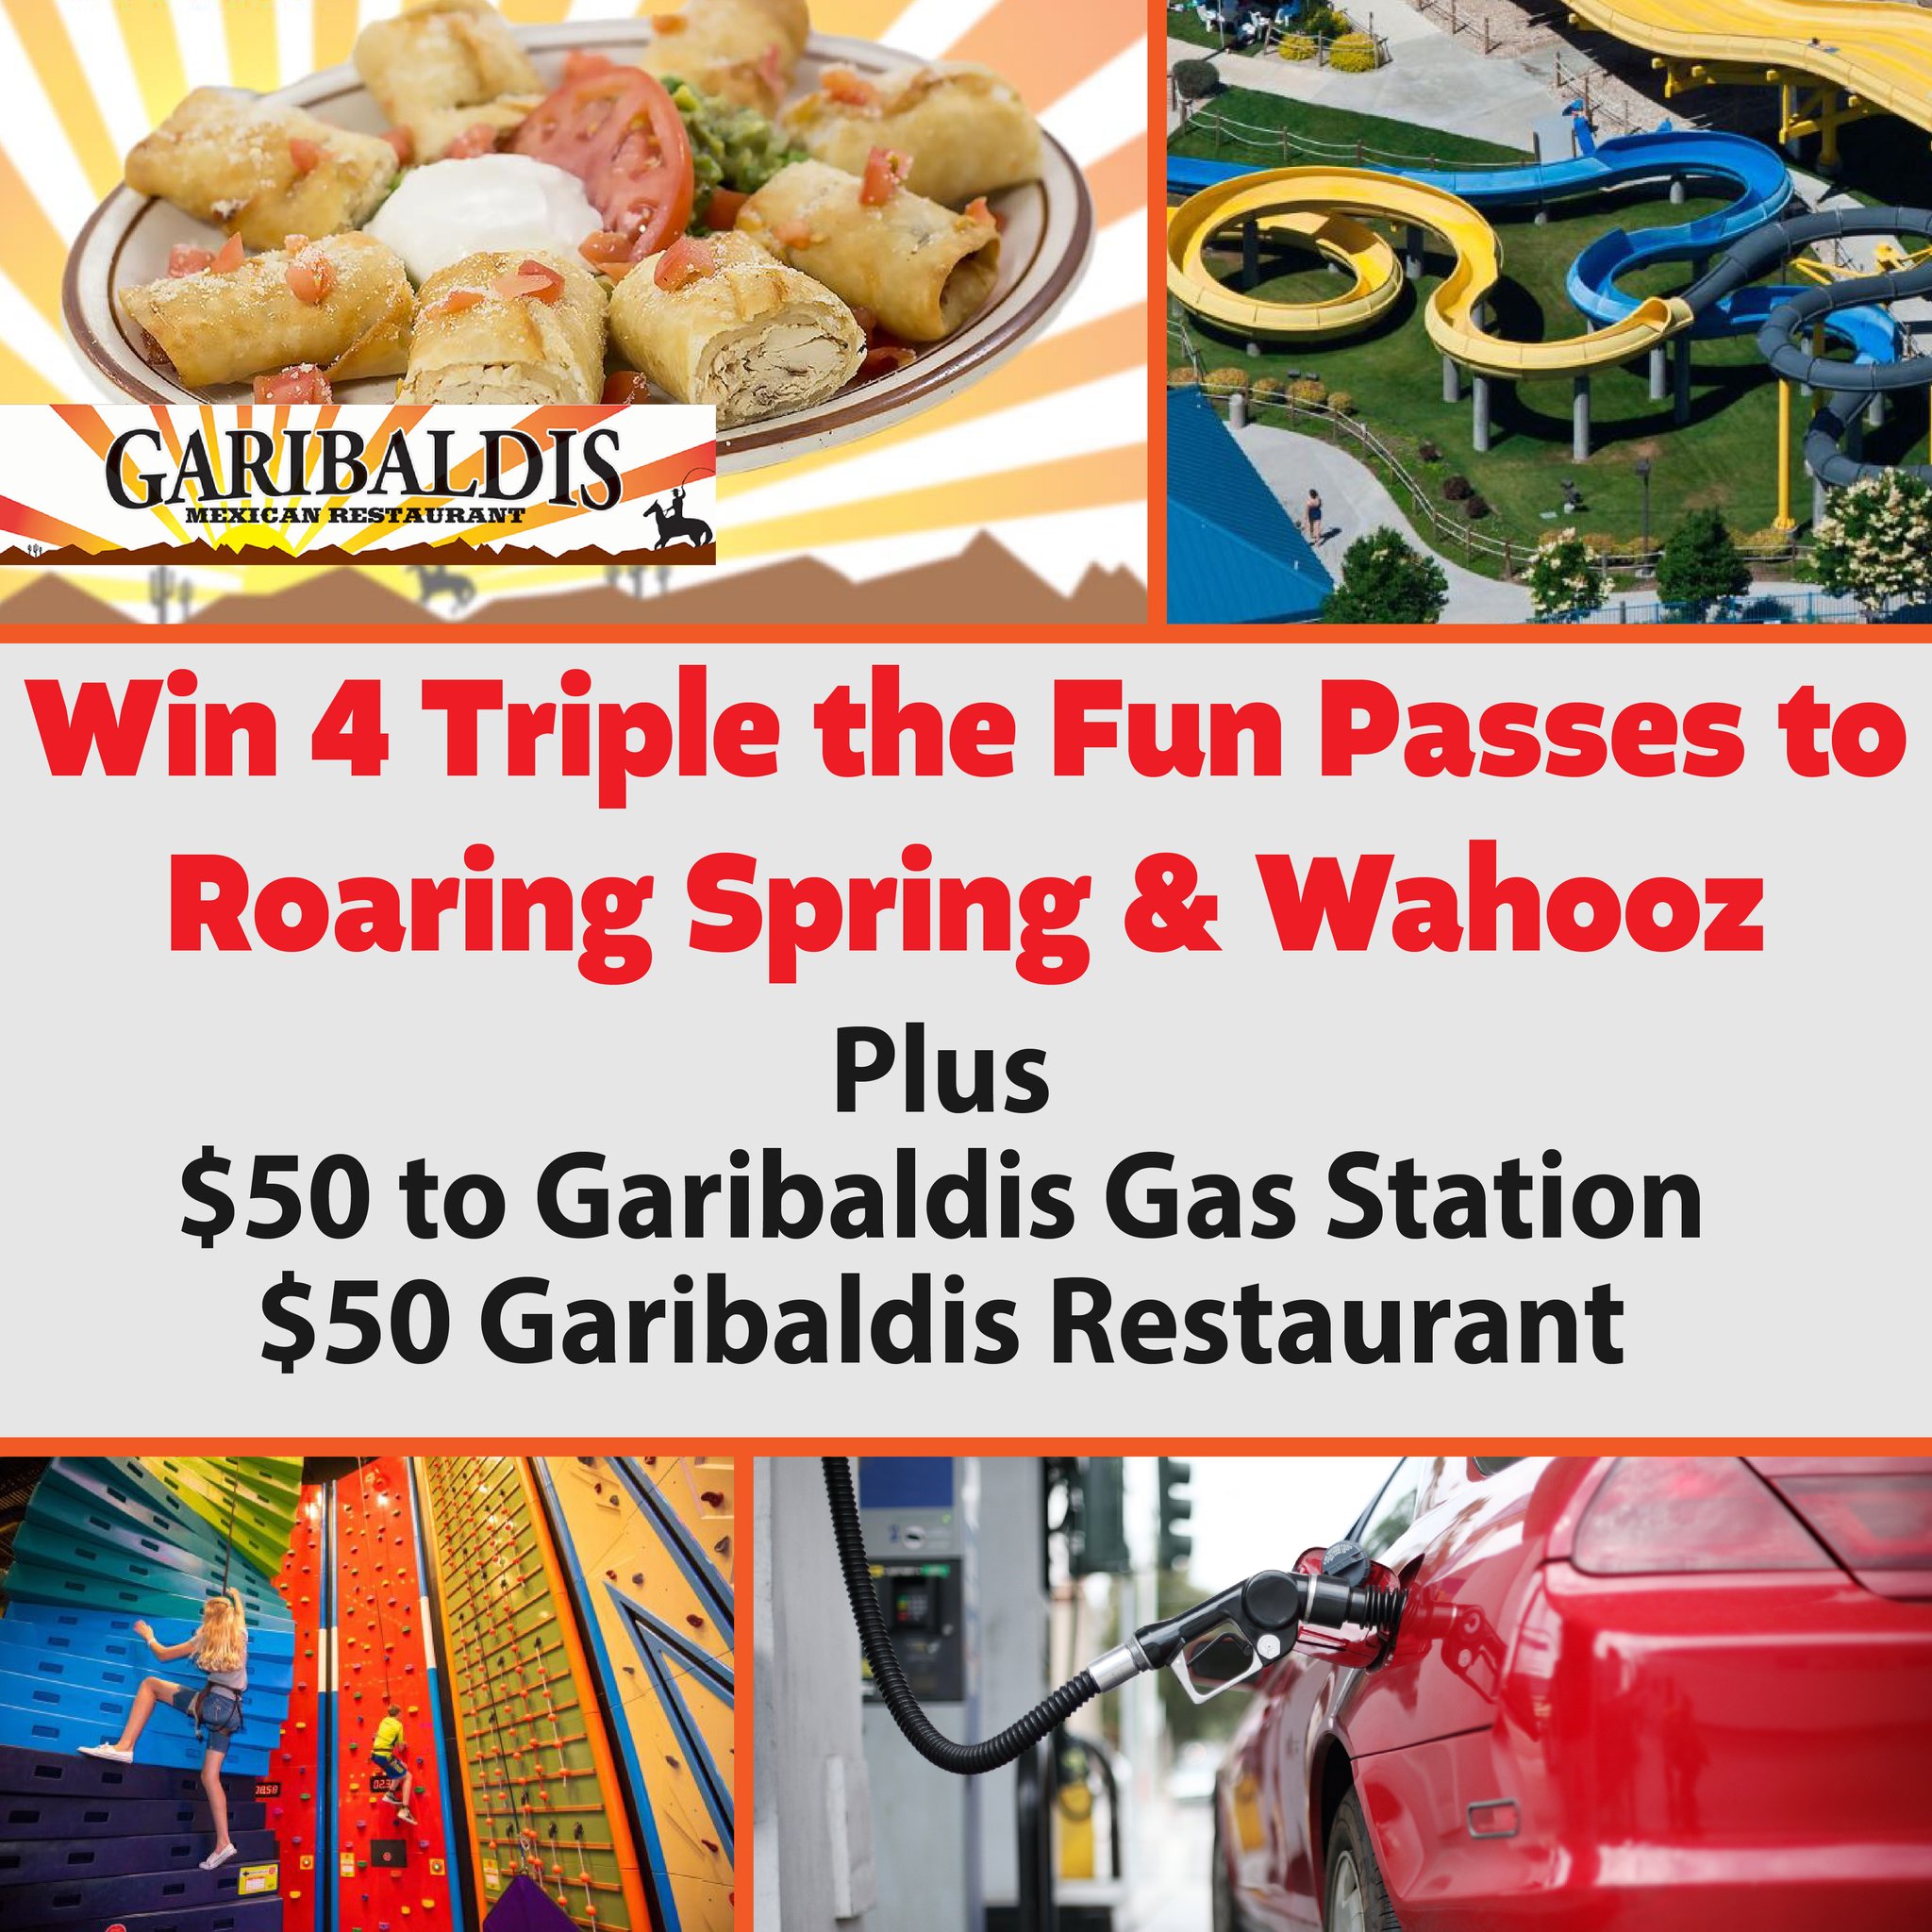 GARIBALDIS
MEXICAN RESTAURANT
Win 4 Triple the Fun Passes to
Roaring Spring & Wahooz
Plus
$50 to Garibaldis Gas Station
$50 Garibaldis Restaurant